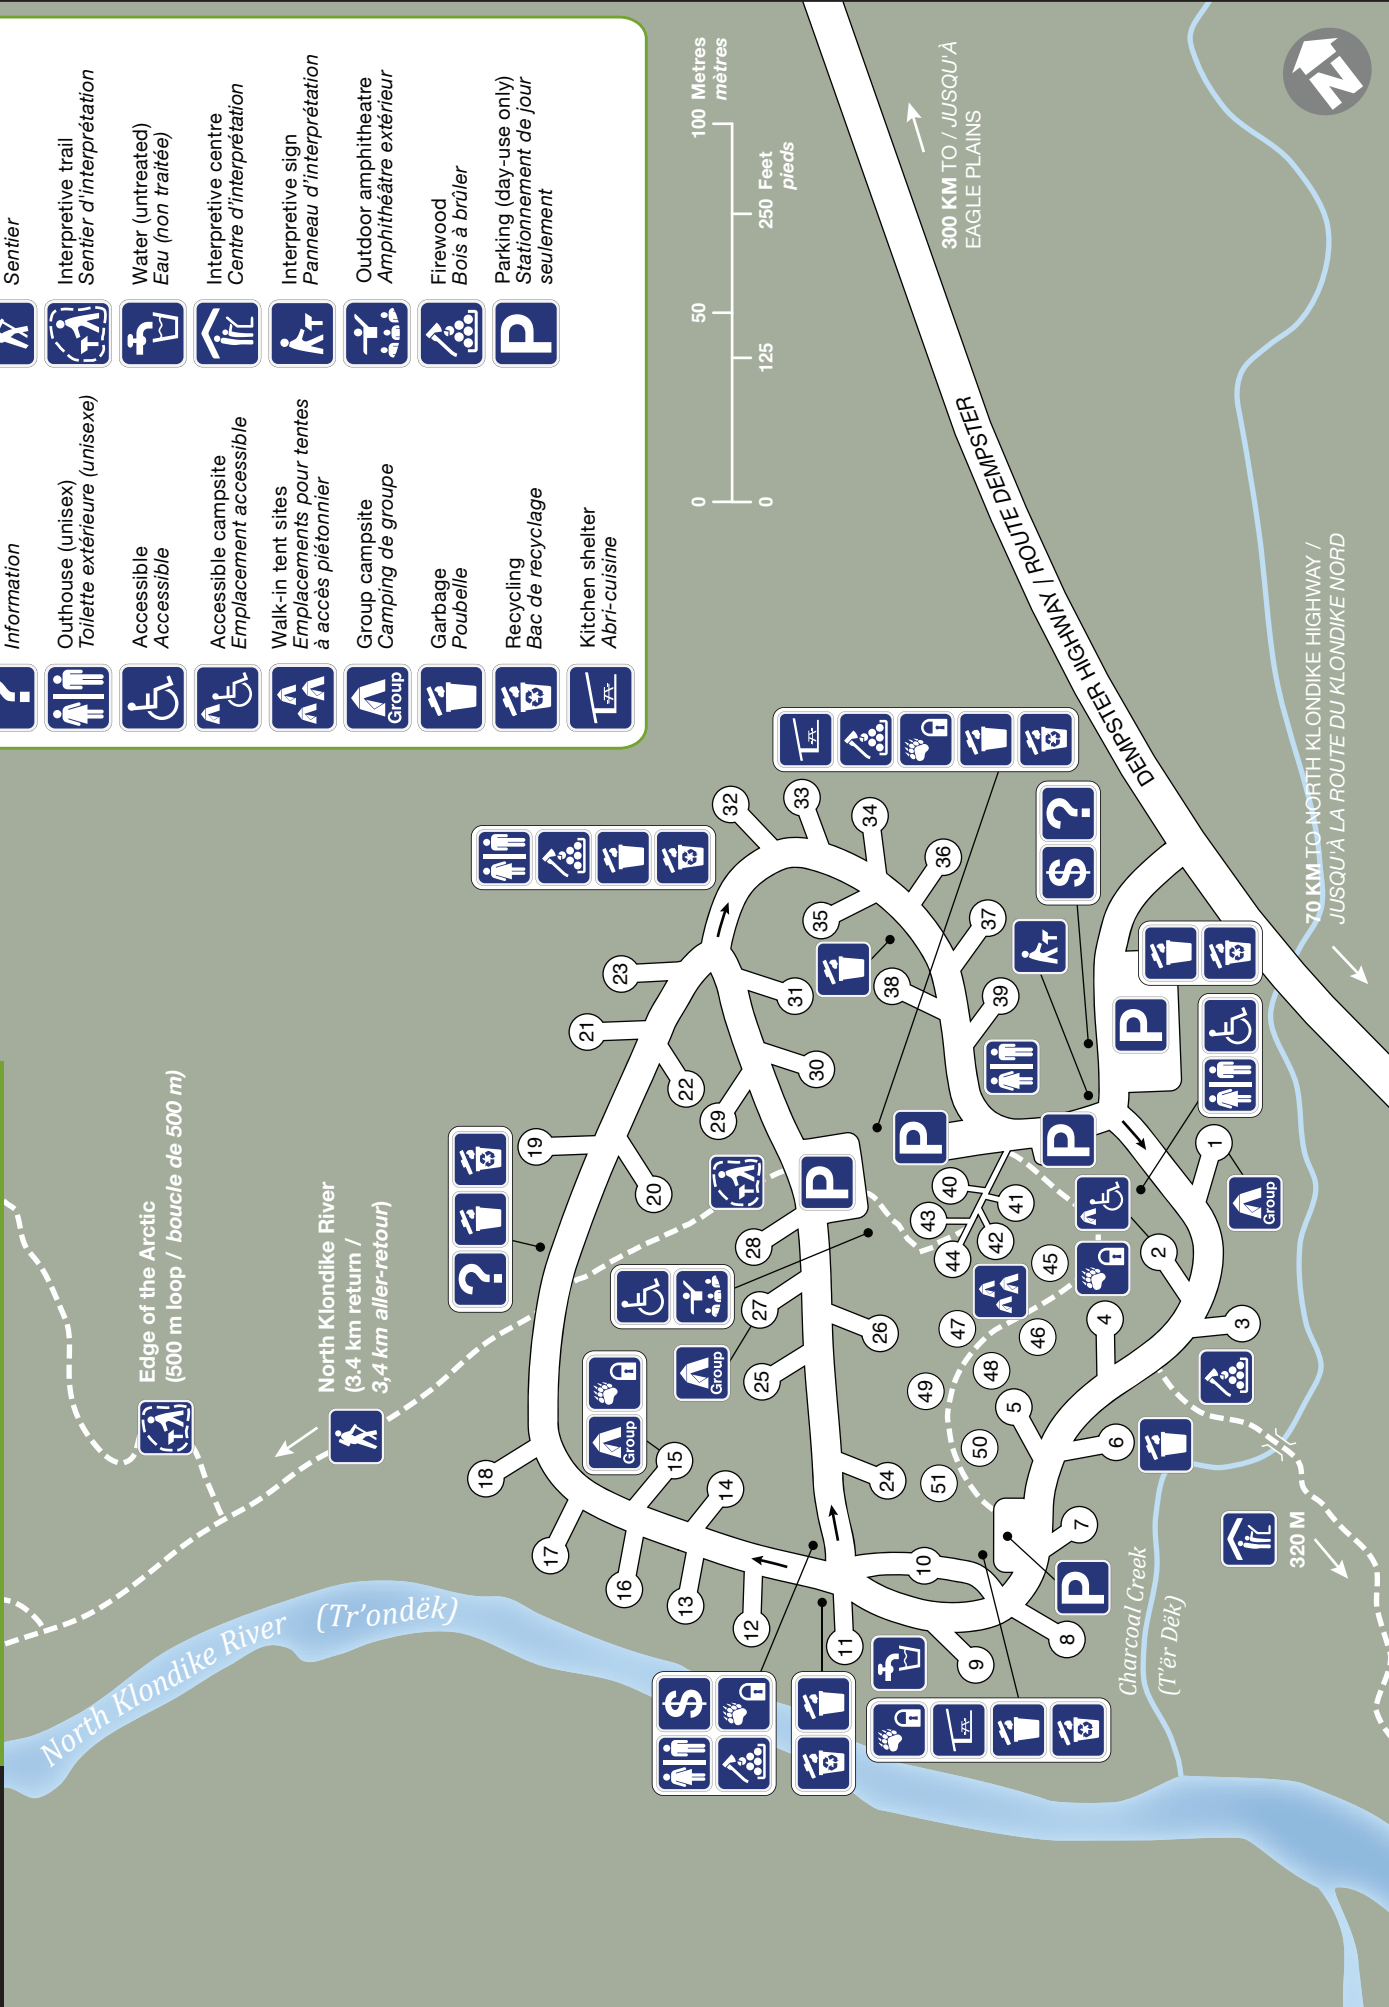 Information
Outhouse (unisex)
Toilette extérieure (unisexe)
Accessible
Accessible
Accessible campsite
Emplacement accessible
Walk-in tent sites
Emplacements pour tentes
à accès piétonnier
Group
Group campsite
Camping de groupe
Garbage
Poubelle
Recycling
Bac de recyclage
Kitchen shelter
Abri-cuisine
Sentier
Interpretive trail
Sentier d'interprétation
Water (untreated)
Eau (non traitée)
Interpretive centre
Centre d'interprétation
Interpretive sign
Panneau d'interprétation
Outdoor amphitheatre
Amphithéâtre extérieur
Firewood
Bois à brûler
P
Parking (day-use only)
Stationnement de jour
seulement
0 50 100 Metres
mètres
0 125 250 Feet
pieds
300 KM TO / JUSQU'À
EAGLE PLAINS
N
DEMPSTER HIGHWAY / ROUTE DEMPSTER
70 KM TO NORTH KLONDIKE HIGHWAY /
JUSQU'À LA ROUTE DU KLONDIKE NORD
Edge of the Arctic
(500 m loop / boucle de 500 m)
North Klondike River
(3.4 km return /
3,4 km aller-retour)
North Klondike River (Tr'ondëk)
Charcoal Creek
(T'ër Dëk)
320 M
?
$
$ ?
Group
Group
Group
P
P
P
P
P
1
2
3
4
5
6
7
8
9
10
11
12
13
14
15
16
17
18
19
20
21
22
23
24
25
26
27
28
29
30
31
32
33
34
35
36
37
38
39
40
41
42
43
44
45
46
47
48
49
50
51